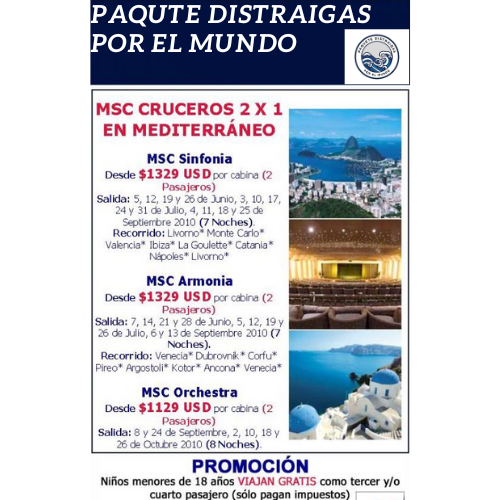 PAQUTE DISTRAIGAS
POR EL MUNDO
PAQUETE DISTRAIGAS
POR EL MUNDO
MSC CRUCEROS 2 X 1
EN MEDITERRÁNEO
MSC Sinfonia
Desde $1329 USD por cabina (2
Pasajeros)
Salida: 5, 12, 19 y 26 de Junio, 3, 10, 17,
24 y 31 de Julio, 4, 11, 18 y 25 de
Septiembre 2010 (7 Noches).
Recorrido: Livorno* Monte Carlo*
Valencia* Ibiza* La Goulette* Catania*
Nápoles* Livorno*
MSC Armonia
Desde $1329 USD por cabina (2
Pasajeros)
Salida: 7, 14, 21 y 28 de Junio, 5, 12, 19 y
26 de Julio, 6 y 13 de Septiembre 2010 (7
Noches).
Recorrido: Venecia* Dubrovnik* Corfu*
Pireo* Argostoli* Kotor* Ancona* Venecia*
MSC Orchestra
Desde $1129 USD por cabina (2
Pasajeros)
Salida: 8 y 24 de Septiembre, 2, 10, 18 y
26 de Octubre 2010 (8 Noches).
PROMOCIÓN
Niños menores de 18 años VIAJAN GRATIS como tercer y/o
cuarto pasajero (sólo pagan impuestos)